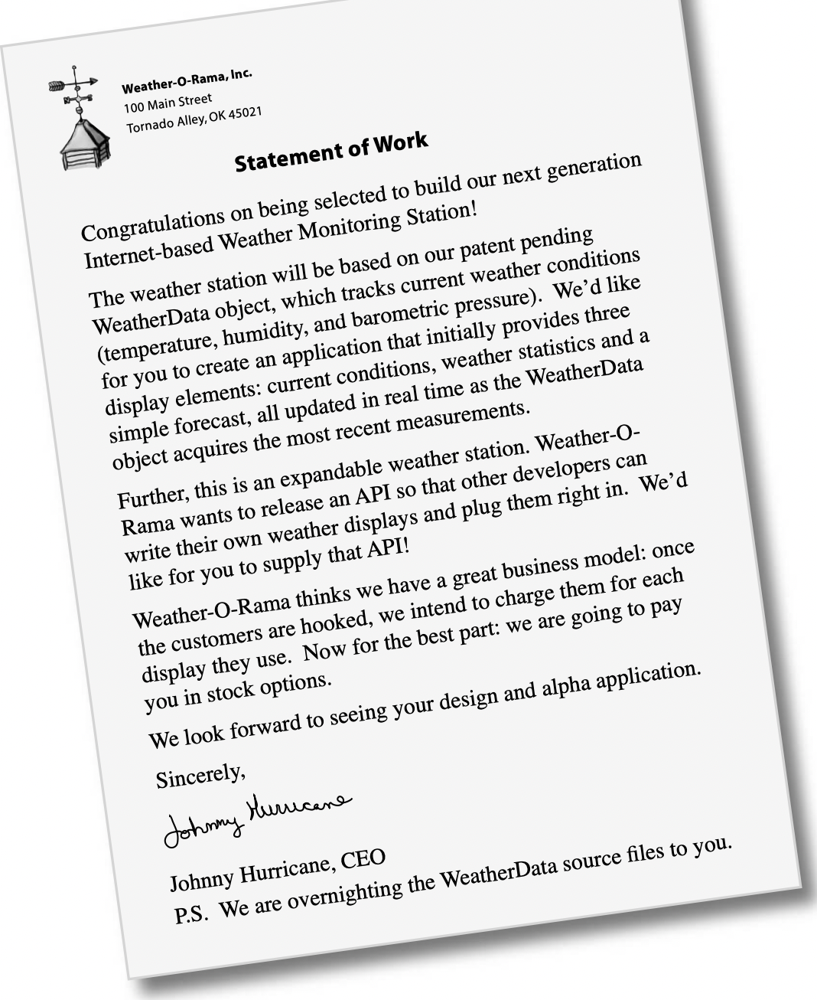 Weather-O-Rama, Inc.
100 Main Street
Tornado Alley, OK 45021
Statement of Work
Congratulations on being selected to build our next generation
Internet-based Weather Monitoring Station!
The weather station will be based on our patent pending
WeatherData object, which tracks current weather conditions
(temperature, humidity, and barometric pressure).  We’d like
for you to create an application that initially provides three
display elements: current conditions, weather statistics and a
simple forecast, all updated in real time as the WeatherData
object acquires the most recent measurements.
Further, this is an expandable weather station. Weather-O-
Rama wants to release an API so that other developers can
write their own weather displays and plug them right in.  We’d
like for you to supply that API!
Weather-O-Rama thinks we have a great business model: once
the customers are hooked, we intend to charge them for each
display they use.  Now for the best part: we are going to pay
you in stock options.
We look forward to seeing your design and alpha application.
Sincerely,
Johnny Hurricane
Johnny Hurricane, CEO
P.S.  We are overnighting the WeatherData source files to you.